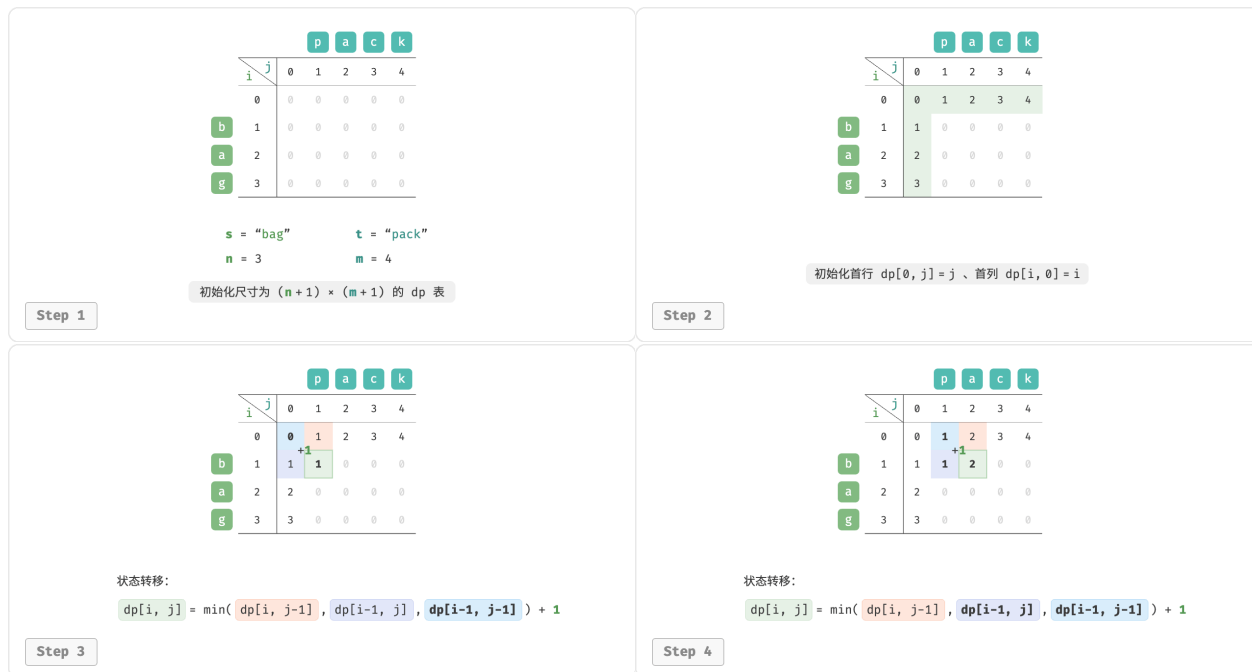 p a c k
j
i
0 1 2 3 4
0 0 0 0 0 0
b 1 0 0 0 0 0
a 2 0 0 0 0 0
g 3 0 0 0 0 0
s = “bag” t = “pack”
n = 3 m = 4
初始化尺寸为 (n+1) × (m+1) 的 dp 表
Step 1
p a c k
j
i
0 1 2 3 4
0 0 1 2 3 4
b 1 1 0 0 0 0
a 2 2 0 0 0 0
g 3 3 0 0 0 0
初始化首行 dp[0, j]=j 、首列 dp[i, 0]=i
Step 2
p a c k
j
i
0 1 2 3 4
0 0 1 2 3 4
+1
b 1 1 1 0 0 0
a 2 2 0 0 0 0
g 3 3 0 0 0 0
状态转移：
dp[i, j] = min( dp[i, j-1] , dp[i-1, j] , dp[i-1, j-1] ) + 1
Step 3
p a c k
j
i
0 1 2 3 4
0 0 1 2 3 4
+1
b 1 1 1 2 0 0
a 2 2 0 0 0 0
g 3 3 0 0 0 0
状态转移：
dp[i, j] = min( dp[i, j-1] , dp[i-1, j] , dp[i-1, j-1] ) + 1
Step 4